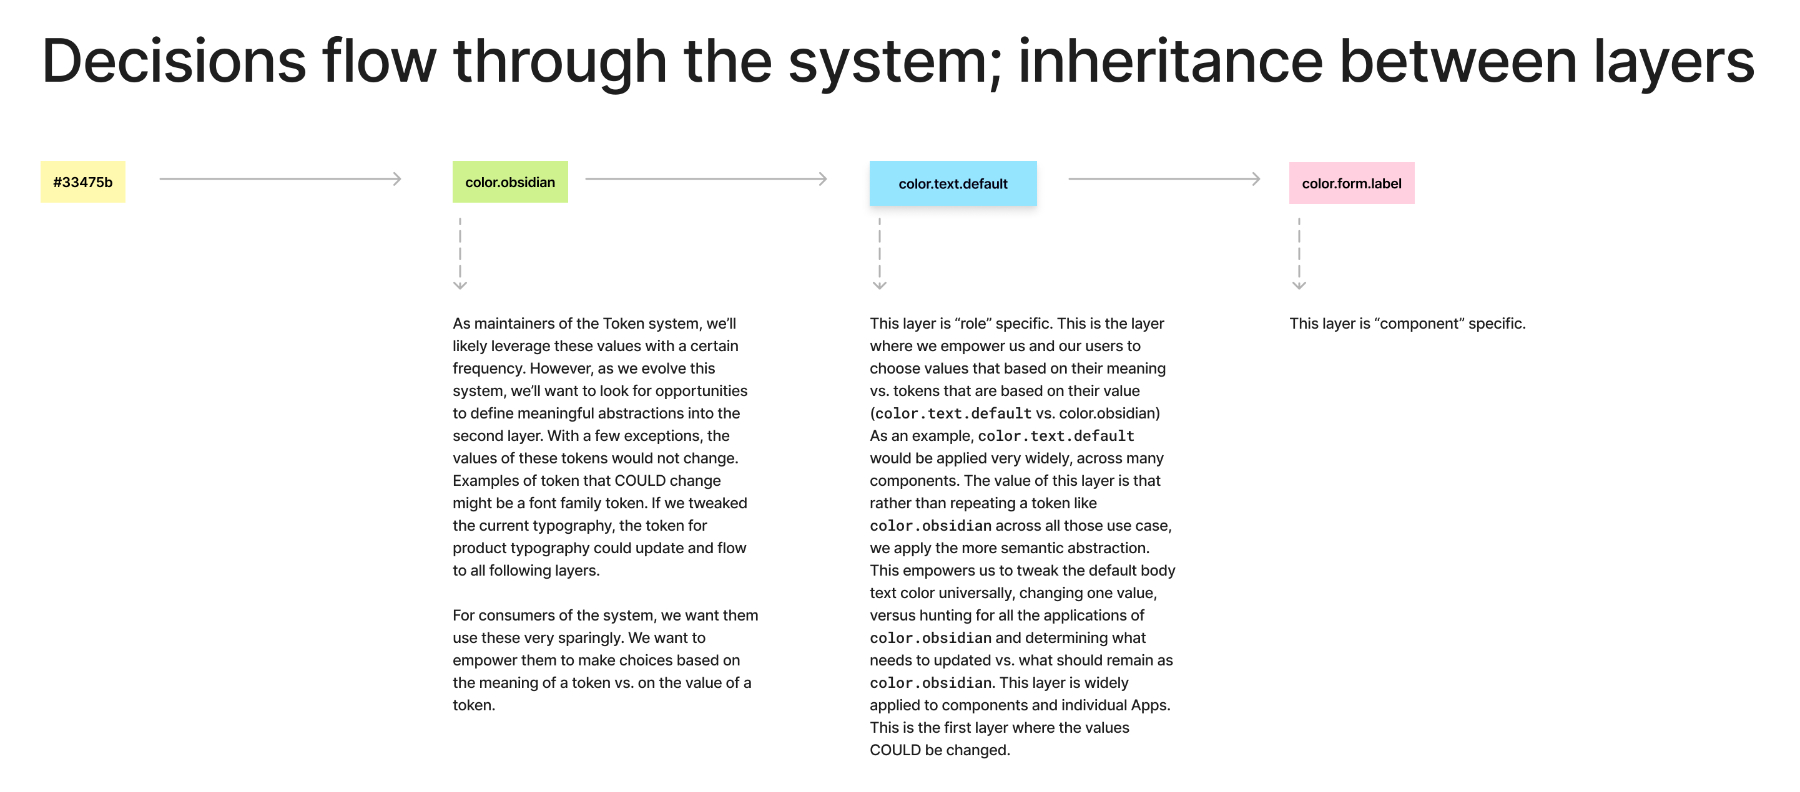 Decisions flow through the system; inheritance between layers
#33475b
color.obsidian
color.text.default
color.form.label
As maintainers of the Token system, we’ll
likely leverage these values with a certain
frequency. However, as we evolve this
system, we’ll want to look for opportunities
to define meaningful abstractions into the
second layer. With a few exceptions, the
values of these tokens would not change.
Examples of token that COULD change
might be a font family token. If we tweaked
the current typography, the token for
product typography could update and flow
to all following layers.
For consumers of the system, we want them
use these very sparingly. We want to
empower them to make choices based on
the meaning of a token vs. on the value of a
token.
This layer is “role” specific. This is the layer
where we empower us and our users to
choose values that based on their meaning
vs. tokens that are based on their value
(color.text.default vs. color.obsidian)
As an example, color.text.default
would be applied very widely, across many
components. The value of this layer is that
rather than repeating a token like
color.obsidian across all those use case,
we apply the more semantic abstraction.
This empowers us to tweak the default body
text color universally, changing one value,
versus hunting for all the applications of
color.obsidian and determining what
needs to updated vs. what should remain as
color.obsidian. This layer is widely
applied to components and individual Apps.
This is the first layer where the values
COULD be changed.
This layer is “component” specific.